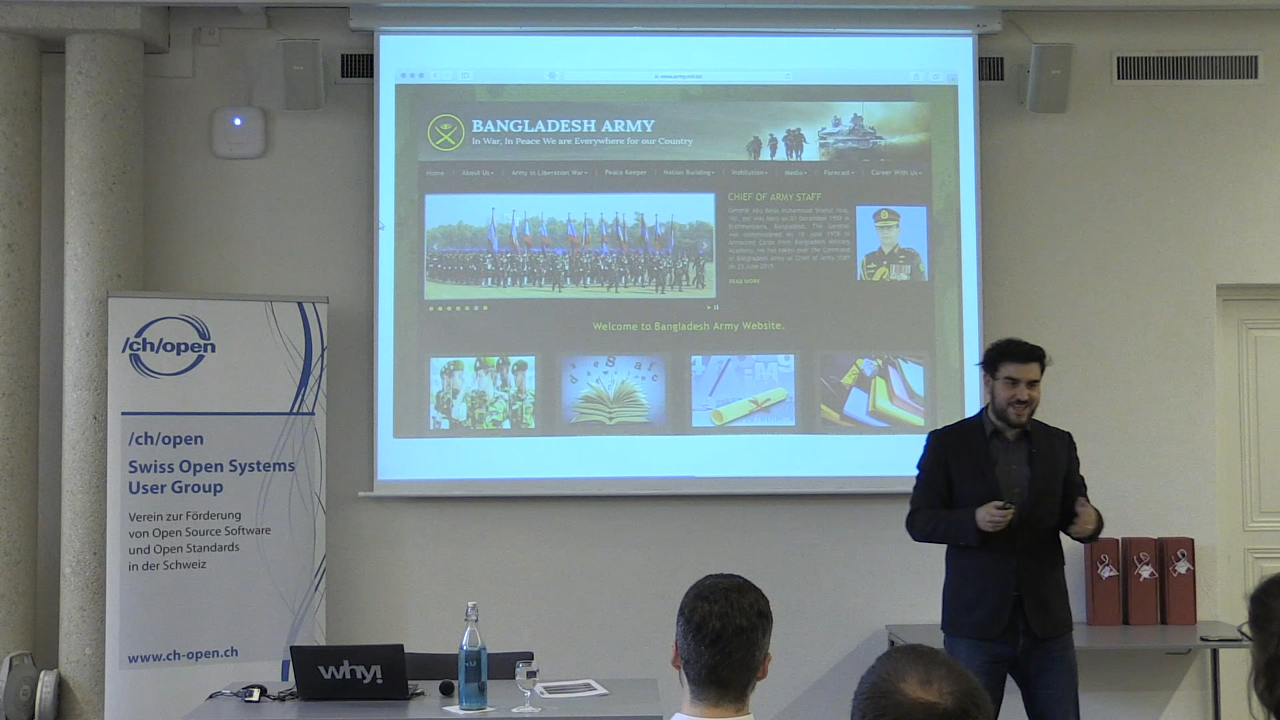 BANGLADESH ARMY
In War, In Peace We are Everywhere for our Country
Home
About Us
Army in Liberation War
Peace Keeper
Nation Building
Institution
Media
Forecast
Career With Us
CHIEF OF ARMY STAFF
READ MORE
Welcome to Bangladesh Army Website.
/ch/open
/ch/open
Swiss Open Systems
User Group
Verein zur Förderung
von Open Source Software
und Open Standards
in der Schweiz
www.ch-open.ch
why!